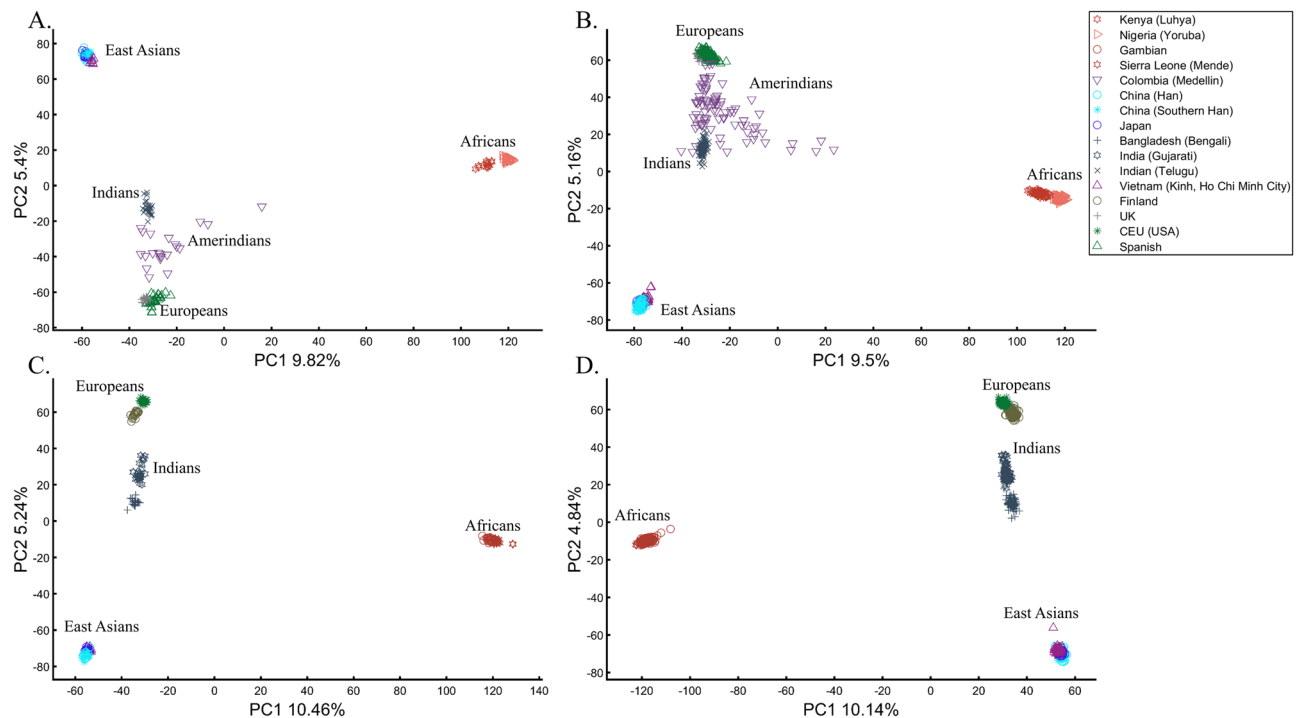 A.
East Asians
Africans
Indians
Amerindians
Europeans
PC2 5.4%
80
60
40
20
0
-20
-40
-60
-80
-60 -40 -20 0 20 40 60 80 100 120
PC1 9.82%
B.
Europeans
Amerindians
Indians
Africans
East Asians
PC2 5.16%
60
40
20
0
-20
-40
-60
-80
-60 -40 -20 0 20 40 60 80 100 120
PC1 9.5%
Kenya (Luhya)
Nigeria (Yoruba)
Gambian
Sierra Leone (Mende)
Colombia (Medellin)
China (Han)
China (Southern Han)
Japan
Bangladesh (Bengali)
India (Gujarati)
Indian (Telugu)
Vietnam (Kinh, Ho Chi Minh City)
Finland
UK
CEU (USA)
Spanish
C.
Europeans
Indians
Africans
East Asians
PC2 5.24%
80
60
40
20
0
-20
-40
-60
-80
-60 -40 -20 0 20 40 60 80 100 120 140
PC1 10.46%
D.
Europeans
Indians
Africans
East Asians
PC2 4.84%
60
40
20
0
-20
-40
-60
-80
-120 -100 -80 -60 -40 -20 0 20 40 60
PC1 10.14%